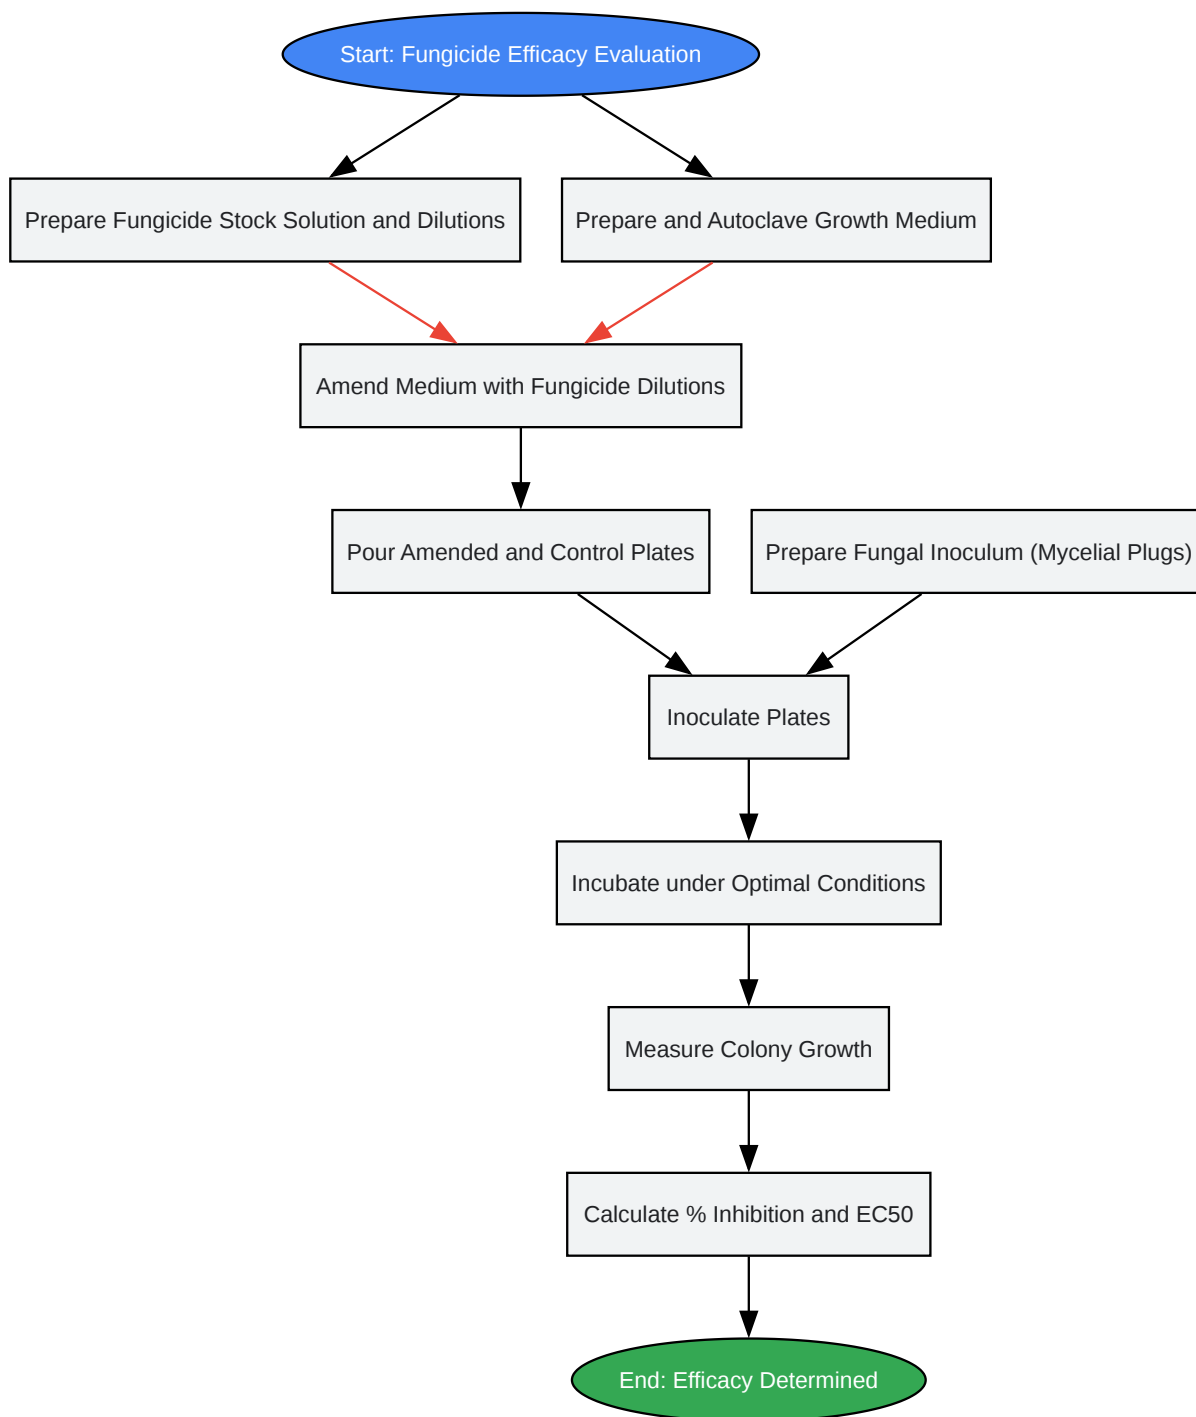 Start: Fungicide Efficacy Evaluation
Prepare Fungicide Stock Solution and Dilutions
Prepare and Autoclave Growth Medium
Amend Medium with Fungicide Dilutions
Pour Amended and Control Plates
Prepare Fungal Inoculum (Mycelial Plugs)
Inoculate Plates
Incubate under Optimal Conditions
Measure Colony Growth
Calculate % Inhibition and EC50
End: Efficacy Determined